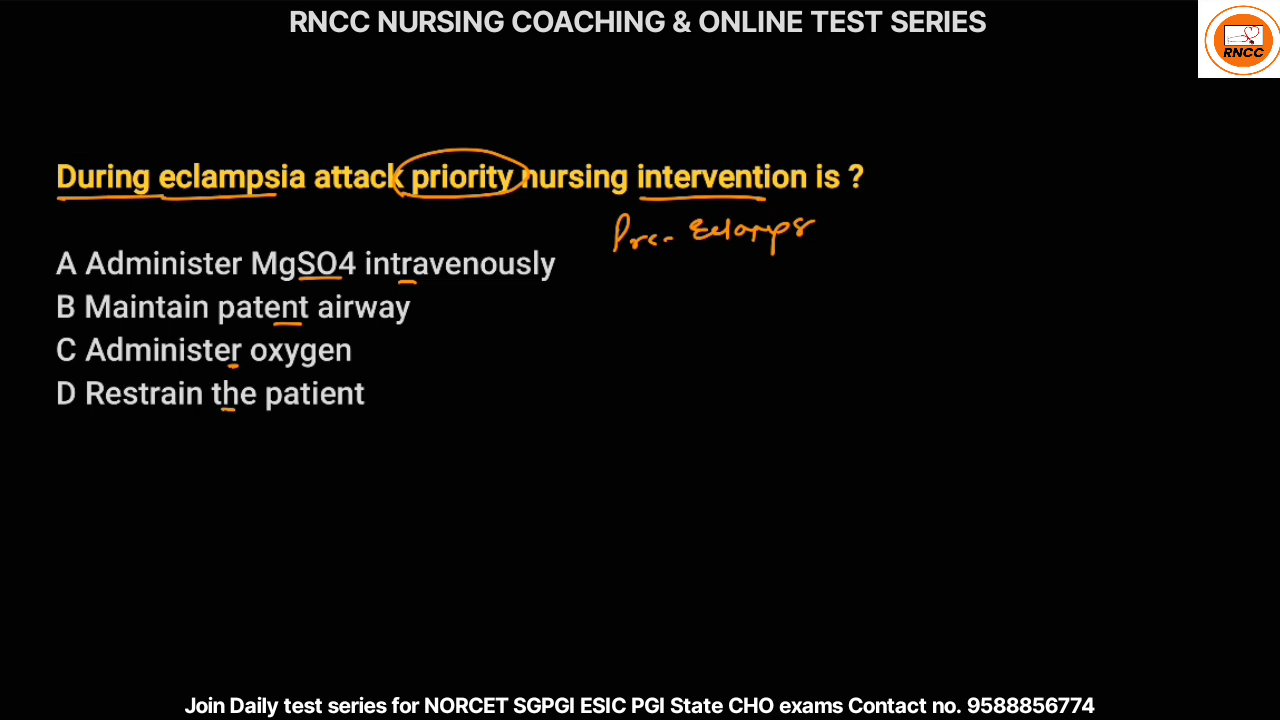 RNCC NURSING COACHING & ONLINE TEST SERIES
RNCC
During eclampsia attack priority nursing intervention is ?
Pre-Eclamps
A Administer MgSO4 intravenously
B Maintain patent airway
C Administer oxygen
D Restrain the patient
Join Daily test series for NORCET SGPGI ESIC PGI State CHO exams Contact no. 9588856774